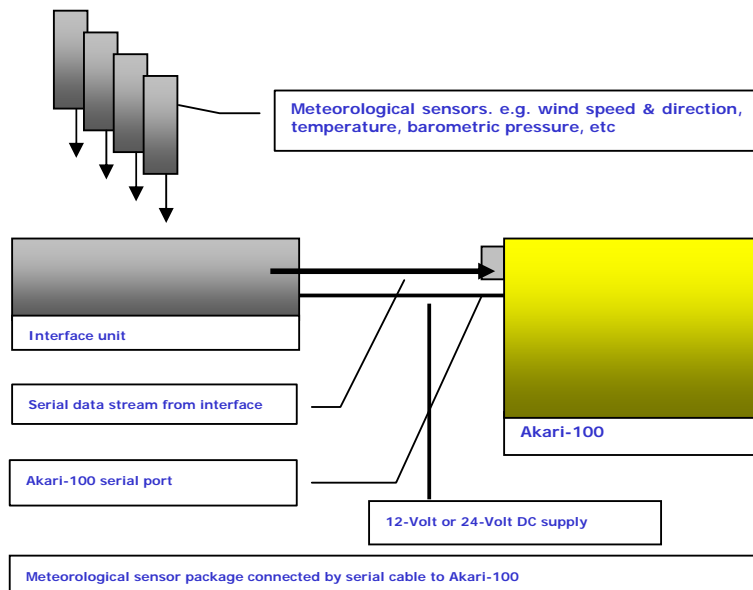 Meteorological sensors. e.g. wind speed & direction,
temperature, barometric pressure, etc
Interface unit
Serial data stream from interface
Akari-100
Akari-100 serial port
12-Volt or 24-Volt DC supply
Meteorological sensor package connected by serial cable to Akari-100